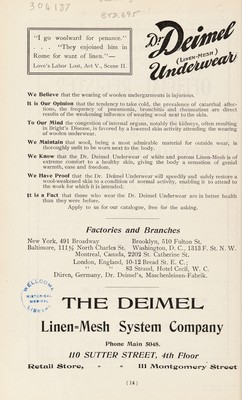 304137
"I go woolward for penance."
. . . "They enjoined him in
Rome for want of linen."—
Love's Labor Lost, Act V., Scene II.
Dr Deimel
(LINEN-MESH)
Underwear
We Believe that the wearing of woolen undergarments is injurious.
It is Our Opinion that the tendency to take cold, the prevalence of catarrhal affec-
tions, the frequency of pneumonia, bronchitis and rheumatism are direct
results of the weakening influence of wearing wool next to the skin.
To Our Mind the congestion of internal organs, notably the kidneys, often resulting
in Bright's Disease, is favored by a lowered skin activity attending the wearing
of woolen underwear.
We Maintain that wool, being a most admirable material for outside wear, is
thoroughly unfit to be worn next to the body.
We Know that the Dr. Deimel Underwear of white and porous Linen-Mesh is of
extreme comfort to a healthy skin, giving the body a sensation of genial
warmth, ease and freedom.
We Have Proof that the Dr. Deimel Underwear will speedily and safely restore a
wool-weakened skin to a condition of normal activity, enabling it to attend to
the work for which it is intended.
It is a Fact that those who wear the Dr. Deimel Underwear are in better health
than they were before.
Apply to us for our catalogue, free for the asking.
Factories and Branches
New York, 491 Broadway Brooklyn, 510 Fulton St.
Baltimore, 111½ North Charles St. Washington, D. C., 1313 F. St. N. W.
Montreal, Canada, 2202 St. Catherine St.
London, England, 10-12 Bread St. E. C.;
" " 83 Strand, Hotel Cecil, W. C.
Düren, Germany, Dr. Deimel's, Maschenleinen-Fabrik.
WELLCOME
HISTORICAL
MEDICAL
LIBRARY
THE DEIMEL
Linen-Mesh System Company
Phone Main 5048.
110 SUTTER STREET, 4th Floor
Retail Store, " " 111 Montgomery Street
(14)